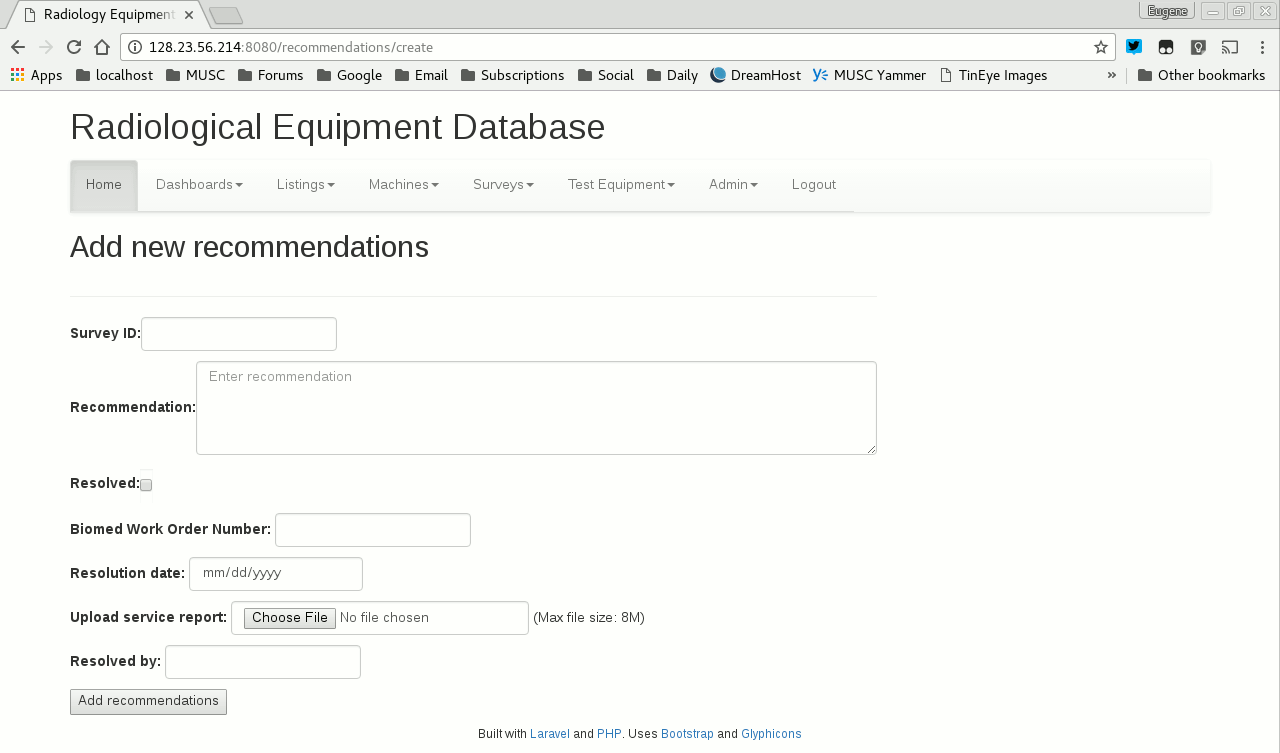 Radiology Equipment
Eugene
128.23.56.214:8080/recommendations/create
Apps localhost MUSC Forums Google Email Subscriptions Social Daily DreamHost MUSC Yammer TinEye Images » Other bookmarks
Radiological Equipment Database
Home Dashboards Listings Machines Surveys Test Equipment Admin Logout
Add new recommendations
Survey ID:
Enter recommendation
Recommendation:
Resolved:
Biomed Work Order Number:
Resolution date: mm/dd/yyyy
Upload service report: Choose File No file chosen (Max file size: 8M)
Resolved by:
Add recommendations
Built with Laravel and PHP. Uses Bootstrap and Glyphicons